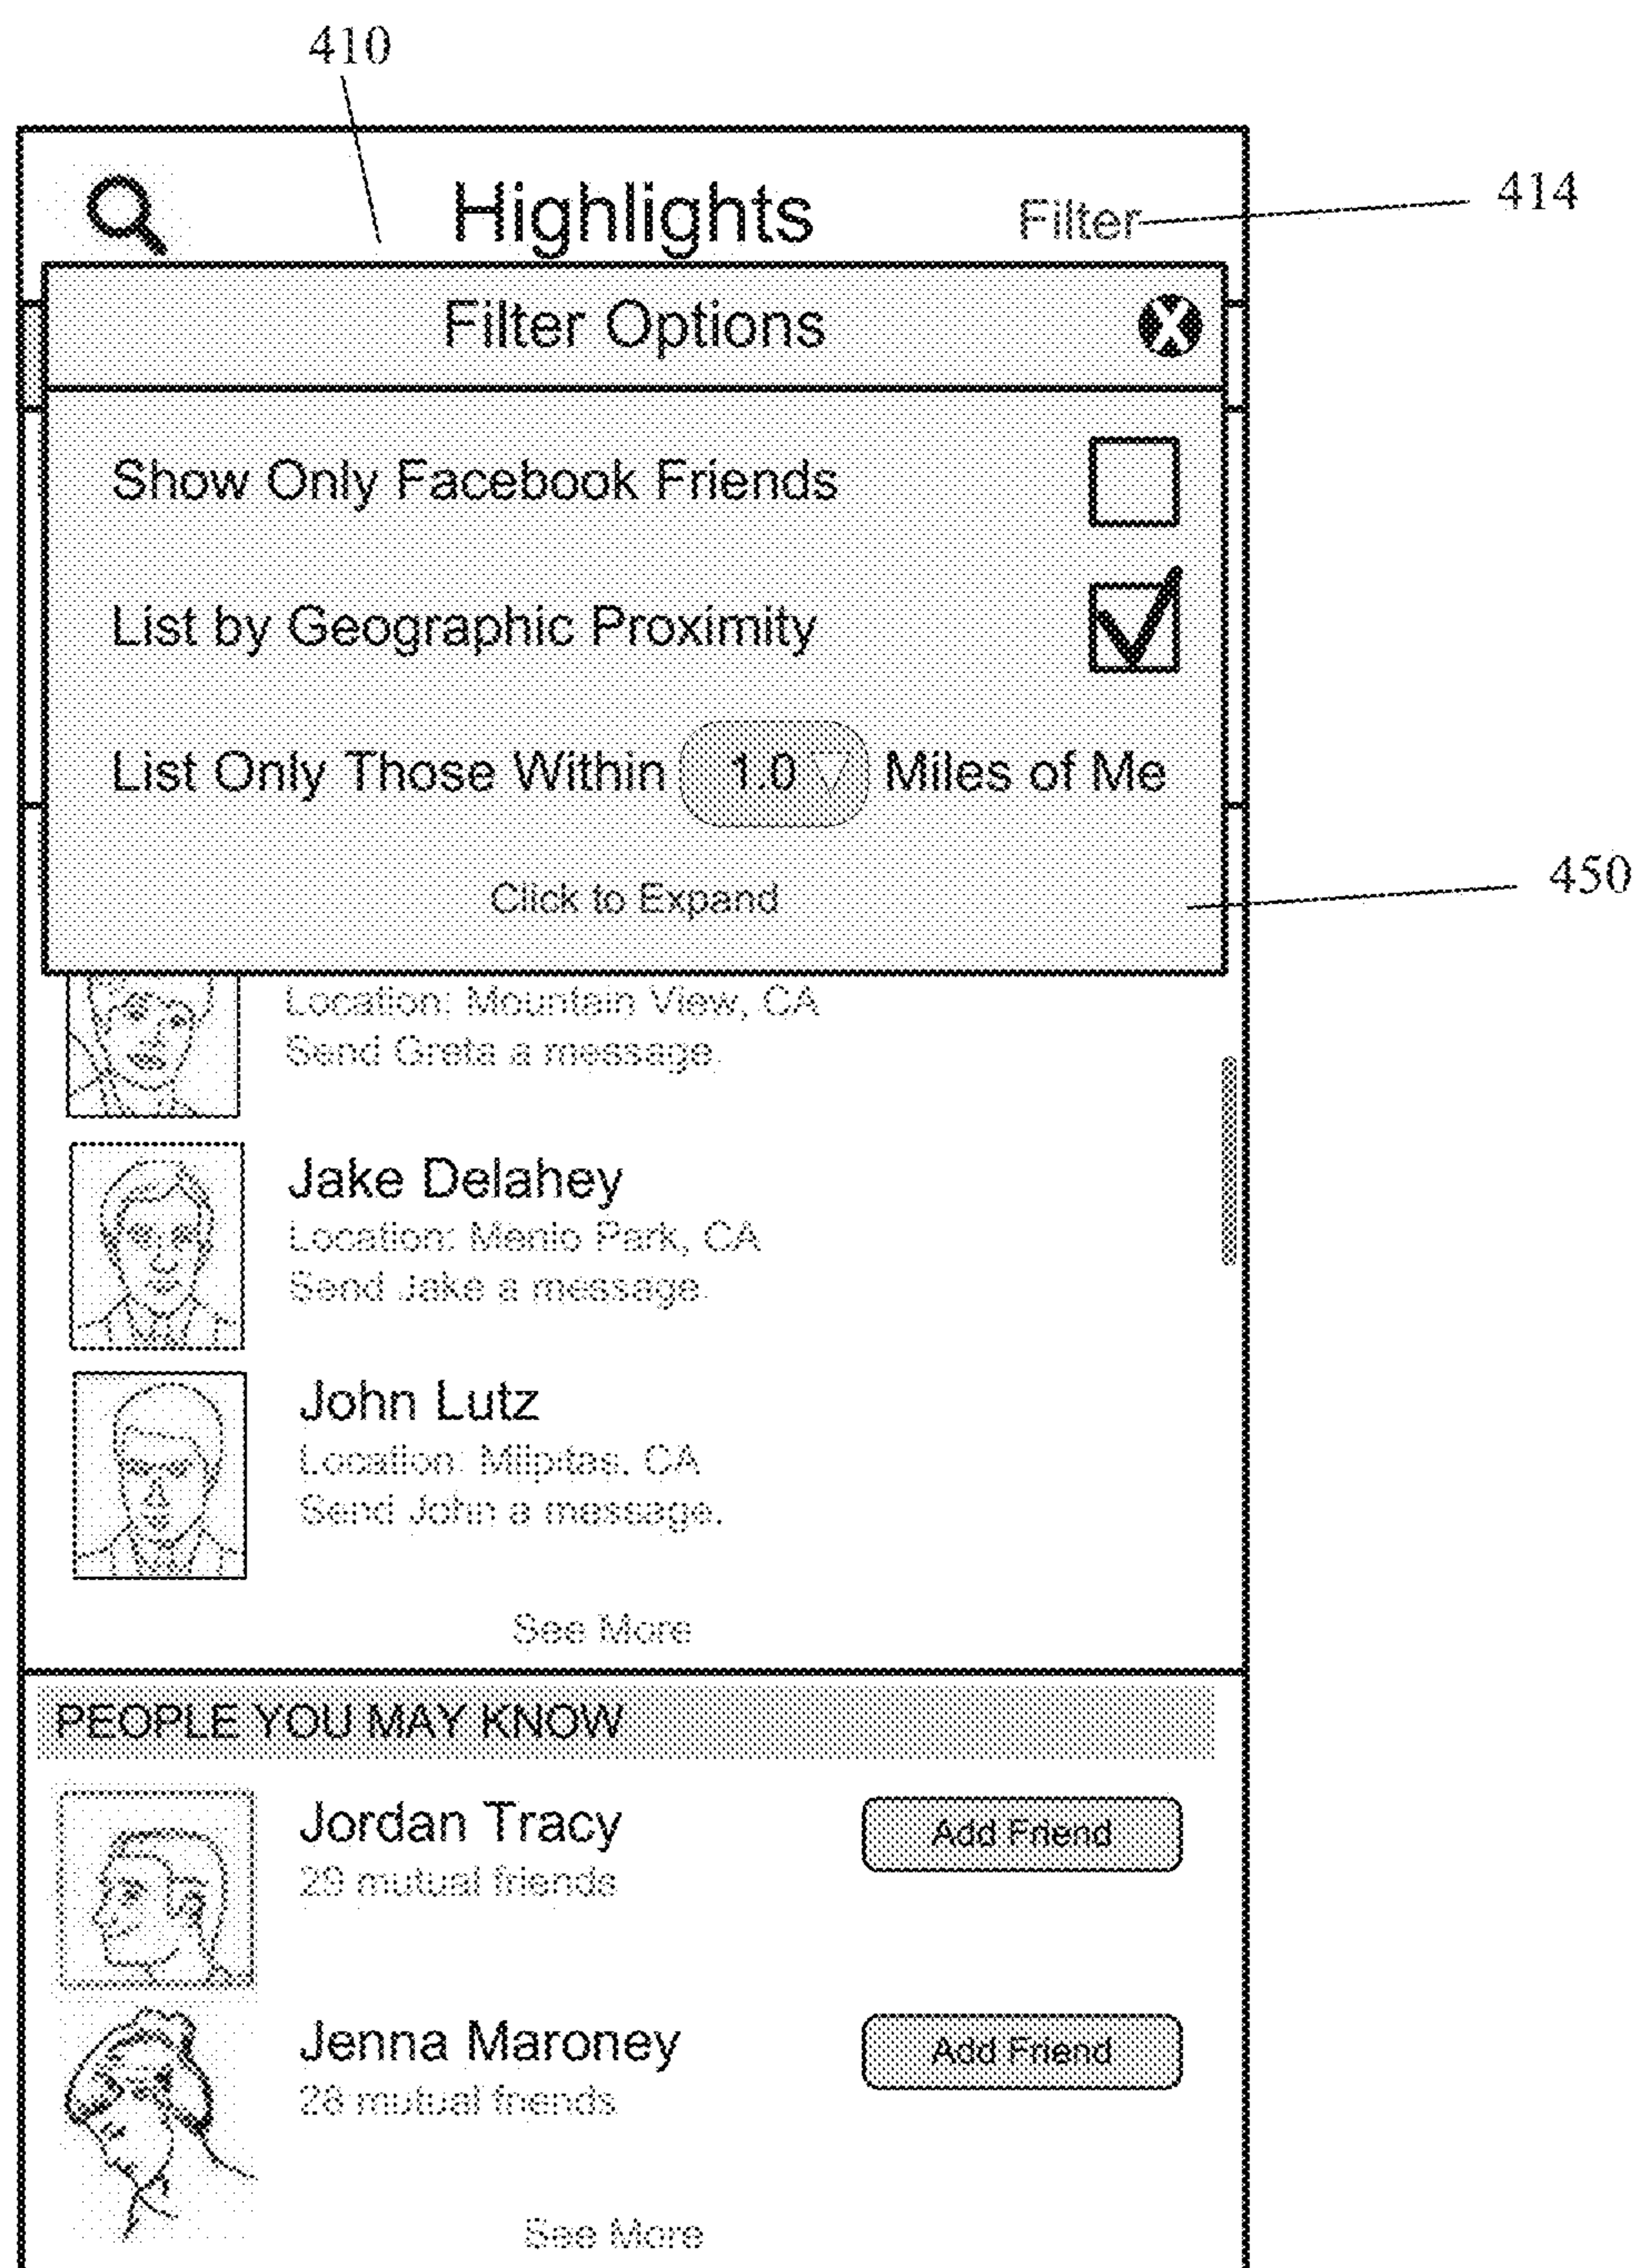 410
Highlights
Filter
414
Filter Options
X
Show Only Facebook Friends
List by Geographic Proximity
List Only Those Within 1.0 Miles of Me
Click to Expand
450
Location: Mountain View, CA
Send Greta a message.
Jake Delahey
Location: Menlo Park, CA
Send Jake a message.
John Lutz
Location: Milpitas, CA
Send John a message.
See More
PEOPLE YOU MAY KNOW
Jordan Tracy
Add Friend
29 mutual friends
Jenna Maroney
Add Friend
28 mutual friends
See More